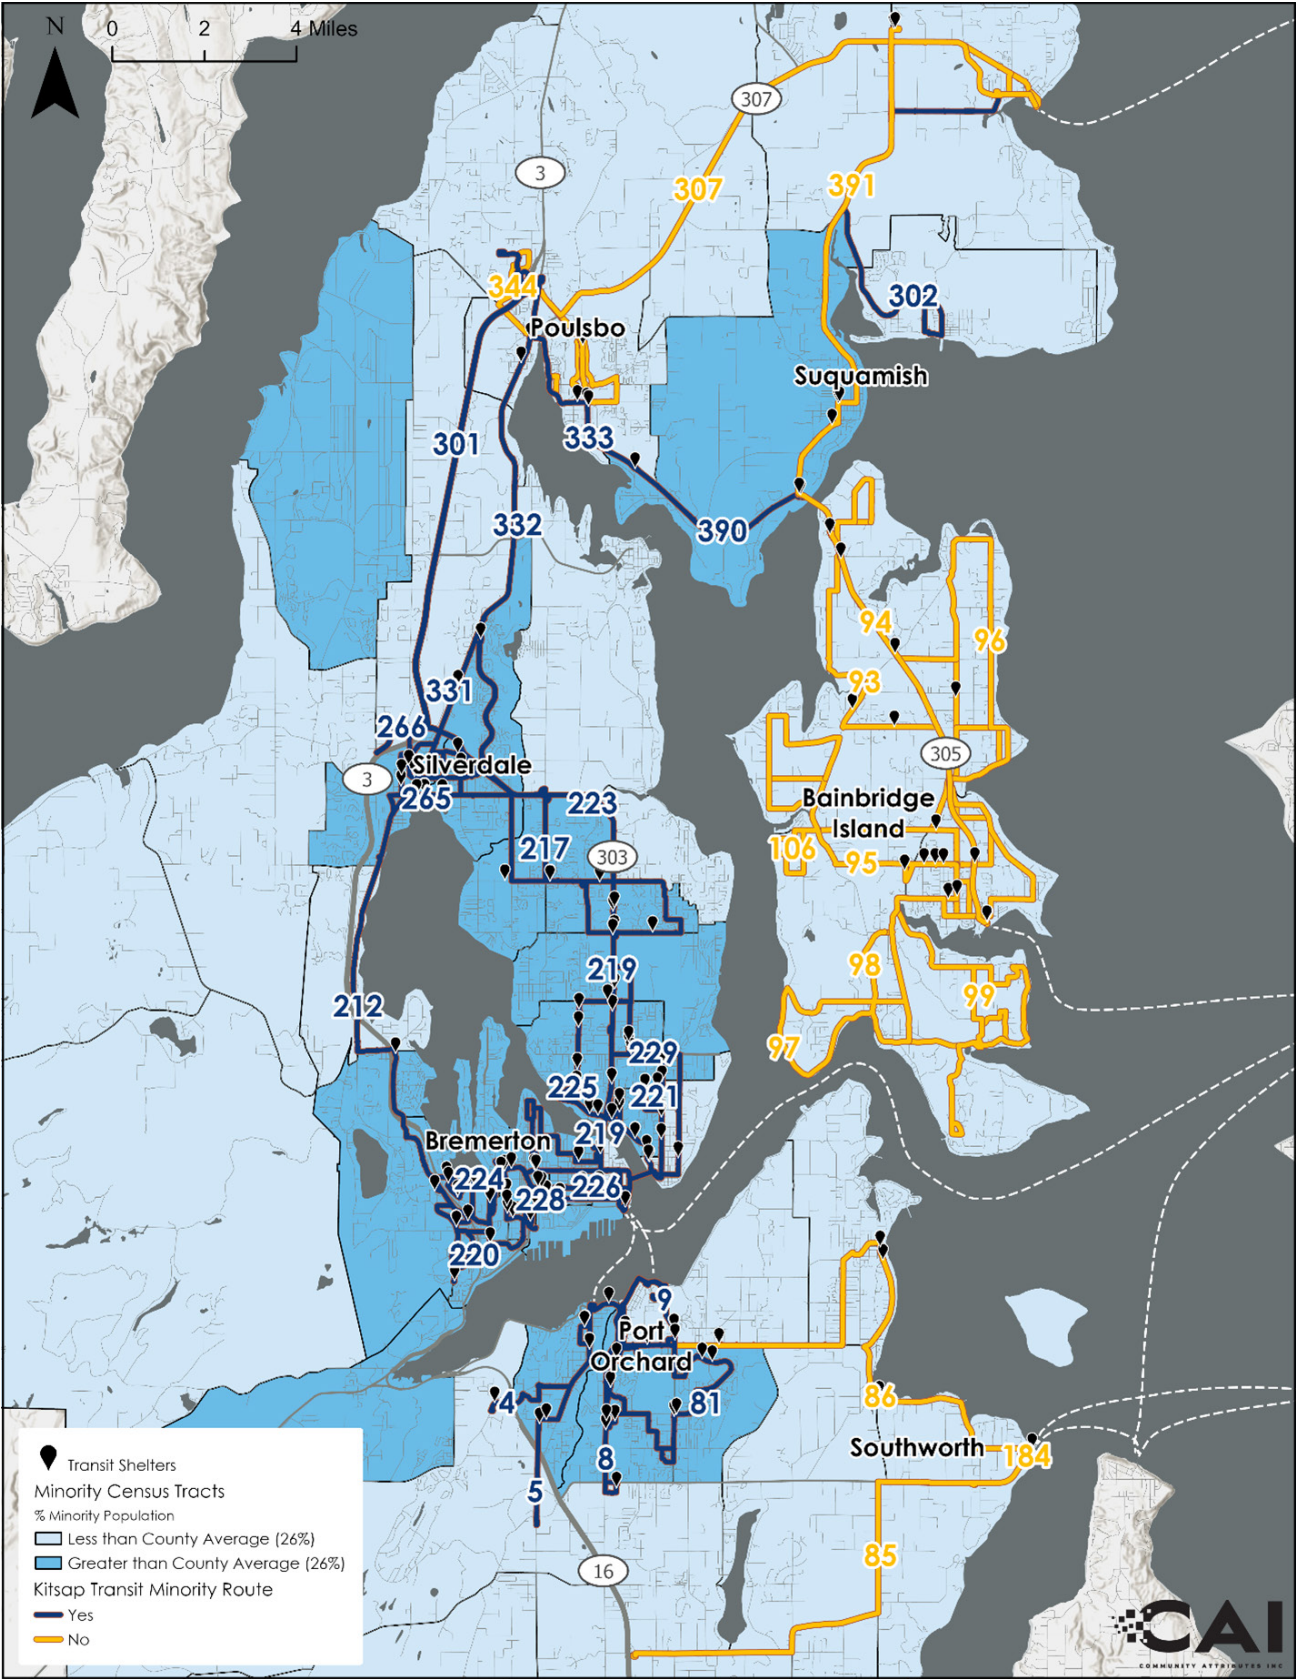 N
0 2 4 Miles
307
3
307
391
344
302
Poulsbo
Suquamish
301
333
332
390
94
96
93
331
266
305
Silverdale
3
265
223
Bainbridge
Island
217
303
106
95
219
98
99
212
97
229
225
221
219
Bremerton
224
226
228
220
9
Port
Orchard
4
81
86
Southworth
184
8
5
85
16
Transit Shelters
Minority Census Tracts
% Minority Population
Less than County Average (26%)
Greater than County Average (26%)
Kitsap Transit Minority Route
Yes
No
CAI
COMMUNITY ATTRIBUTES INC